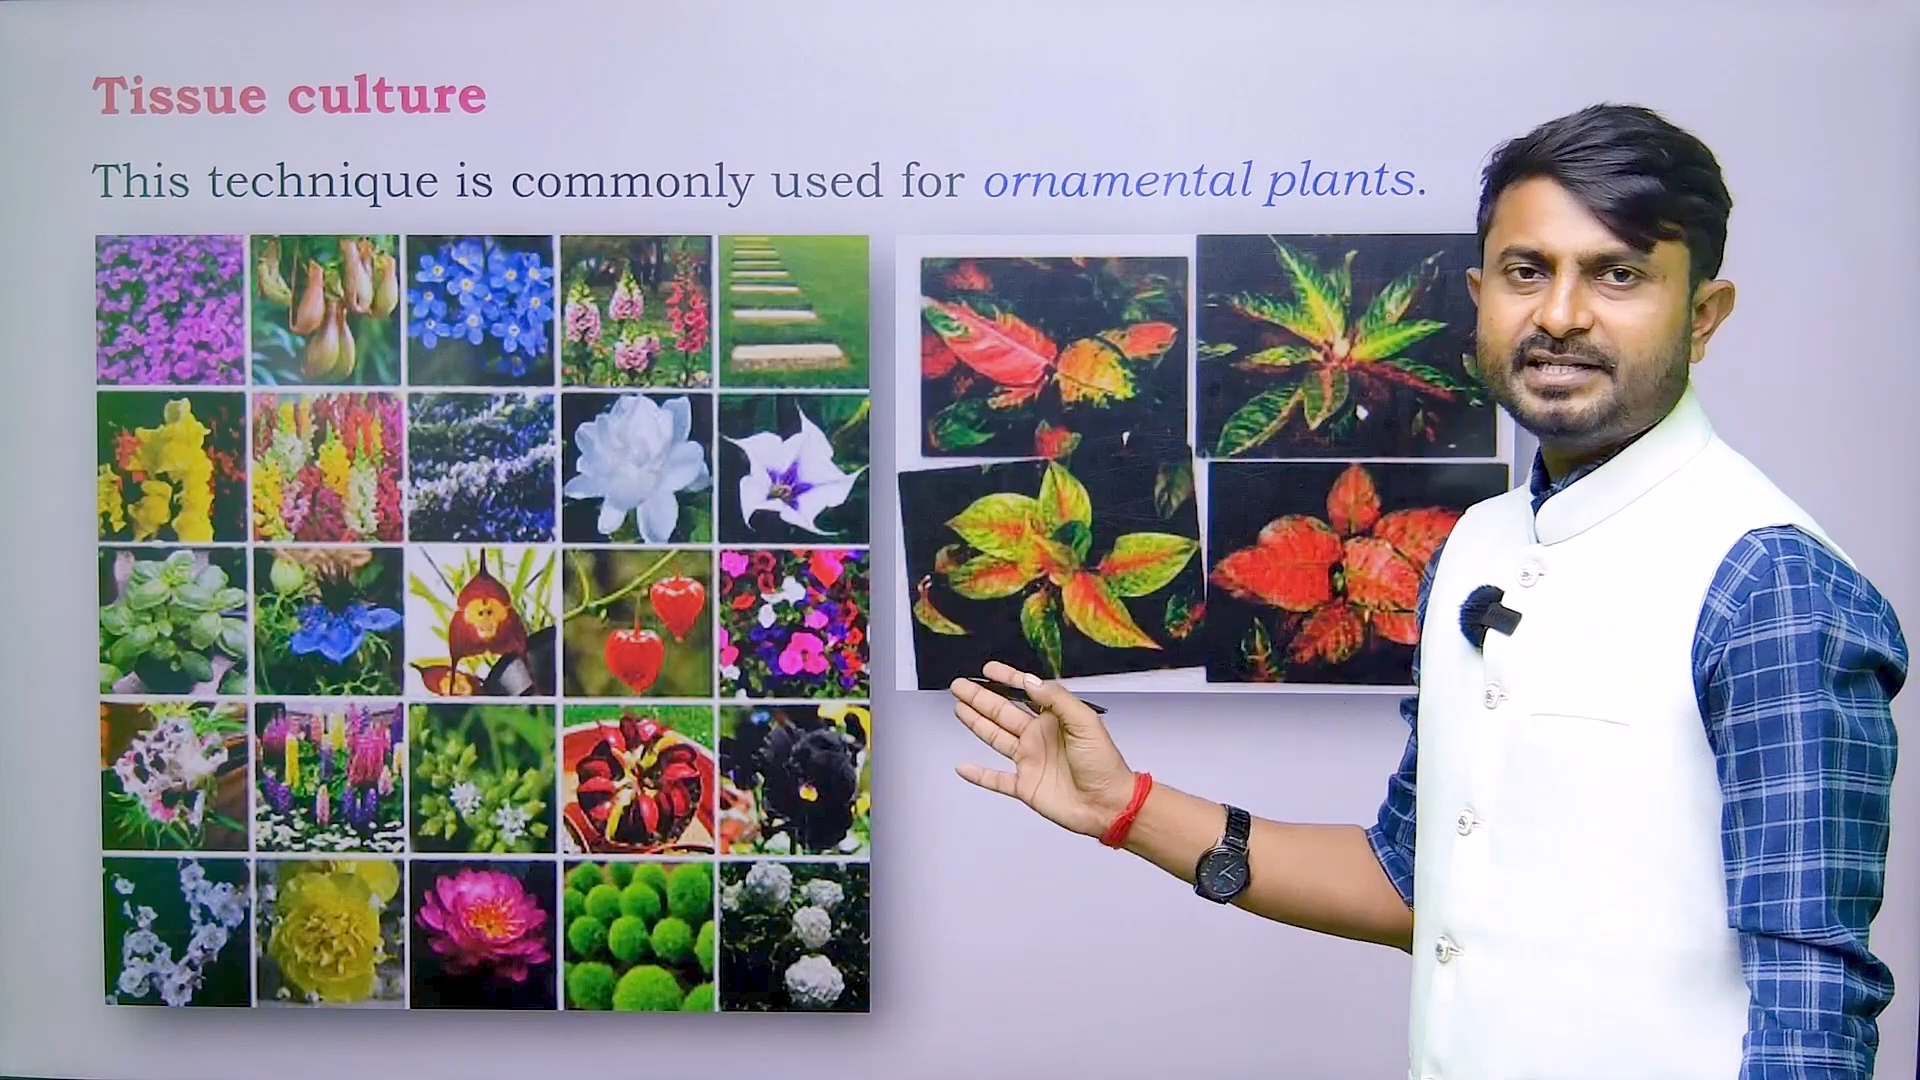 Tissue culture
This technique is commonly used for ornamental plants.